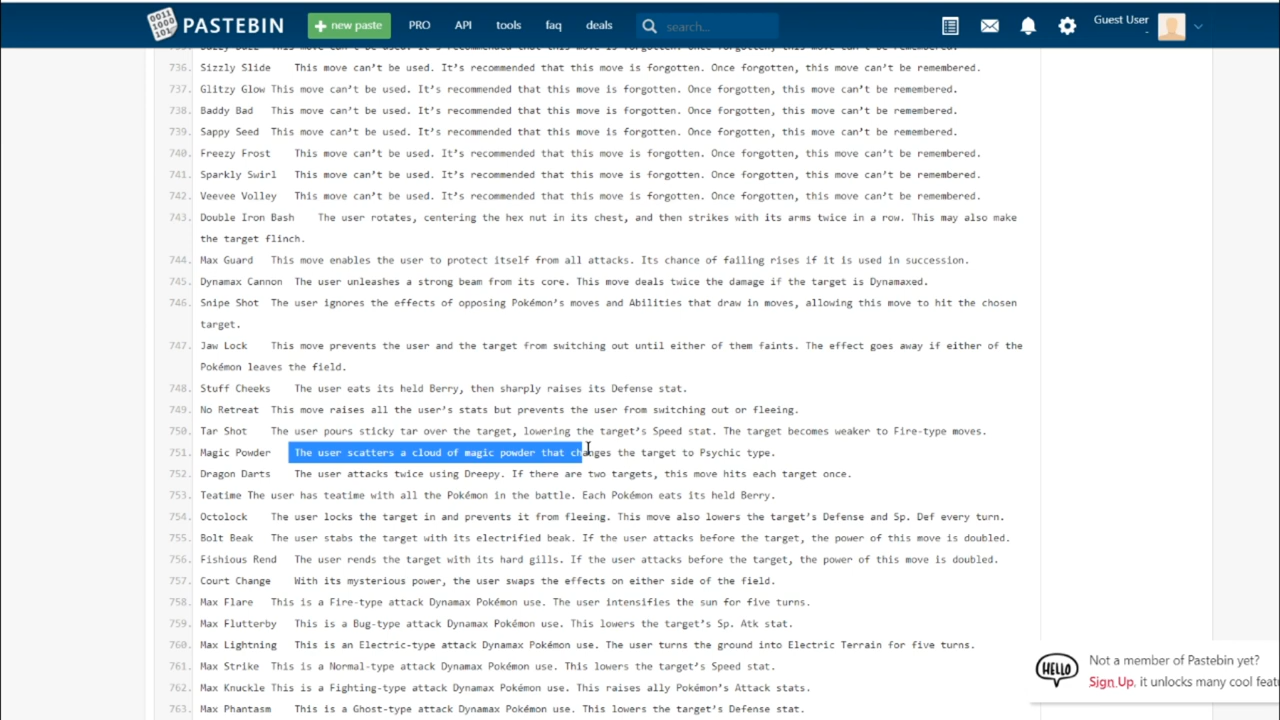 0011
1000
101
PASTEBIN
+ new paste
PRO
API
tools
faq
deals
search...
Guest User
-
736. Sizzly Slide This move can't be used. It's recommended that this move is forgotten. Once forgotten, this move can't be remembered.
737. Glitzy Glow This move can't be used. It's recommended that this move is forgotten. Once forgotten, this move can't be remembered.
738. Baddy Bad This move can't be used. It's recommended that this move is forgotten. Once forgotten, this move can't be remembered.
739. Sappy Seed This move can't be used. It's recommended that this move is forgotten. Once forgotten, this move can't be remembered.
740. Freezy Frost This move can't be used. It's recommended that this move is forgotten. Once forgotten, this move can't be remembered.
741. Sparkly Swirl This move can't be used. It's recommended that this move is forgotten. Once forgotten, this move can't be remembered.
742. Veevee Volley This move can't be used. It's recommended that this move is forgotten. Once forgotten, this move can't be remembered.
743. Double Iron Bash The user rotates, centering the hex nut in its chest, and then strikes with its arms twice in a row. This may also make
the target flinch.
744. Max Guard This move enables the user to protect itself from all attacks. Its chance of failing rises if it is used in succession.
745. Dynamax Cannon The user unleashes a strong beam from its core. This move deals twice the damage if the target is Dynamaxed.
746. Snipe Shot The user ignores the effects of opposing Pokémon's moves and Abilities that draw in moves, allowing this move to hit the chosen
target.
747. Jaw Lock This move prevents the user and the target from switching out until either of them faints. The effect goes away if either of the
Pokémon leaves the field.
748. Stuff Cheeks The user eats its held Berry, then sharply raises its Defense stat.
749. No Retreat This move raises all the user's stats but prevents the user from switching out or fleeing.
750. Tar Shot The user pours sticky tar over the target, lowering the target's Speed stat. The target becomes weaker to Fire-type moves.
751. Magic Powder The user scatters a cloud of magic powder that changes the target to Psychic type.
752. Dragon Darts The user attacks twice using Dreepy. If there are two targets, this move hits each target once.
753. Teatime The user has teatime with all the Pokémon in the battle. Each Pokémon eats its held Berry.
754. Octolock The user locks the target in and prevents it from fleeing. This move also lowers the target's Defense and Sp. Def every turn.
755. Bolt Beak The user stabs the target with its electrified beak. If the user attacks before the target, the power of this move is doubled.
756. Fishious Rend The user rends the target with its hard gills. If the user attacks before the target, the power of this move is doubled.
757. Court Change With its mysterious power, the user swaps the effects on either side of the field.
758. Max Flare This is a Fire-type attack Dynamax Pokémon use. The user intensifies the sun for five turns.
759. Max Flutterby This is a Bug-type attack Dynamax Pokémon use. This lowers the target's Sp. Atk stat.
760. Max Lightning This is an Electric-type attack Dynamax Pokémon use. The user turns the ground into Electric Terrain for five turns.
761. Max Strike This is a Normal-type attack Dynamax Pokémon use. This lowers the target's Speed stat.
762. Max Knuckle This is a Fighting-type attack Dynamax Pokémon use. This raises ally Pokémon's Attack stats.
763. Max Phantasm This is a Ghost-type attack Dynamax Pokémon use. This lowers the target's Defense stat.
HELLO
Not a member of Pastebin yet?
Sign Up, it unlocks many cool